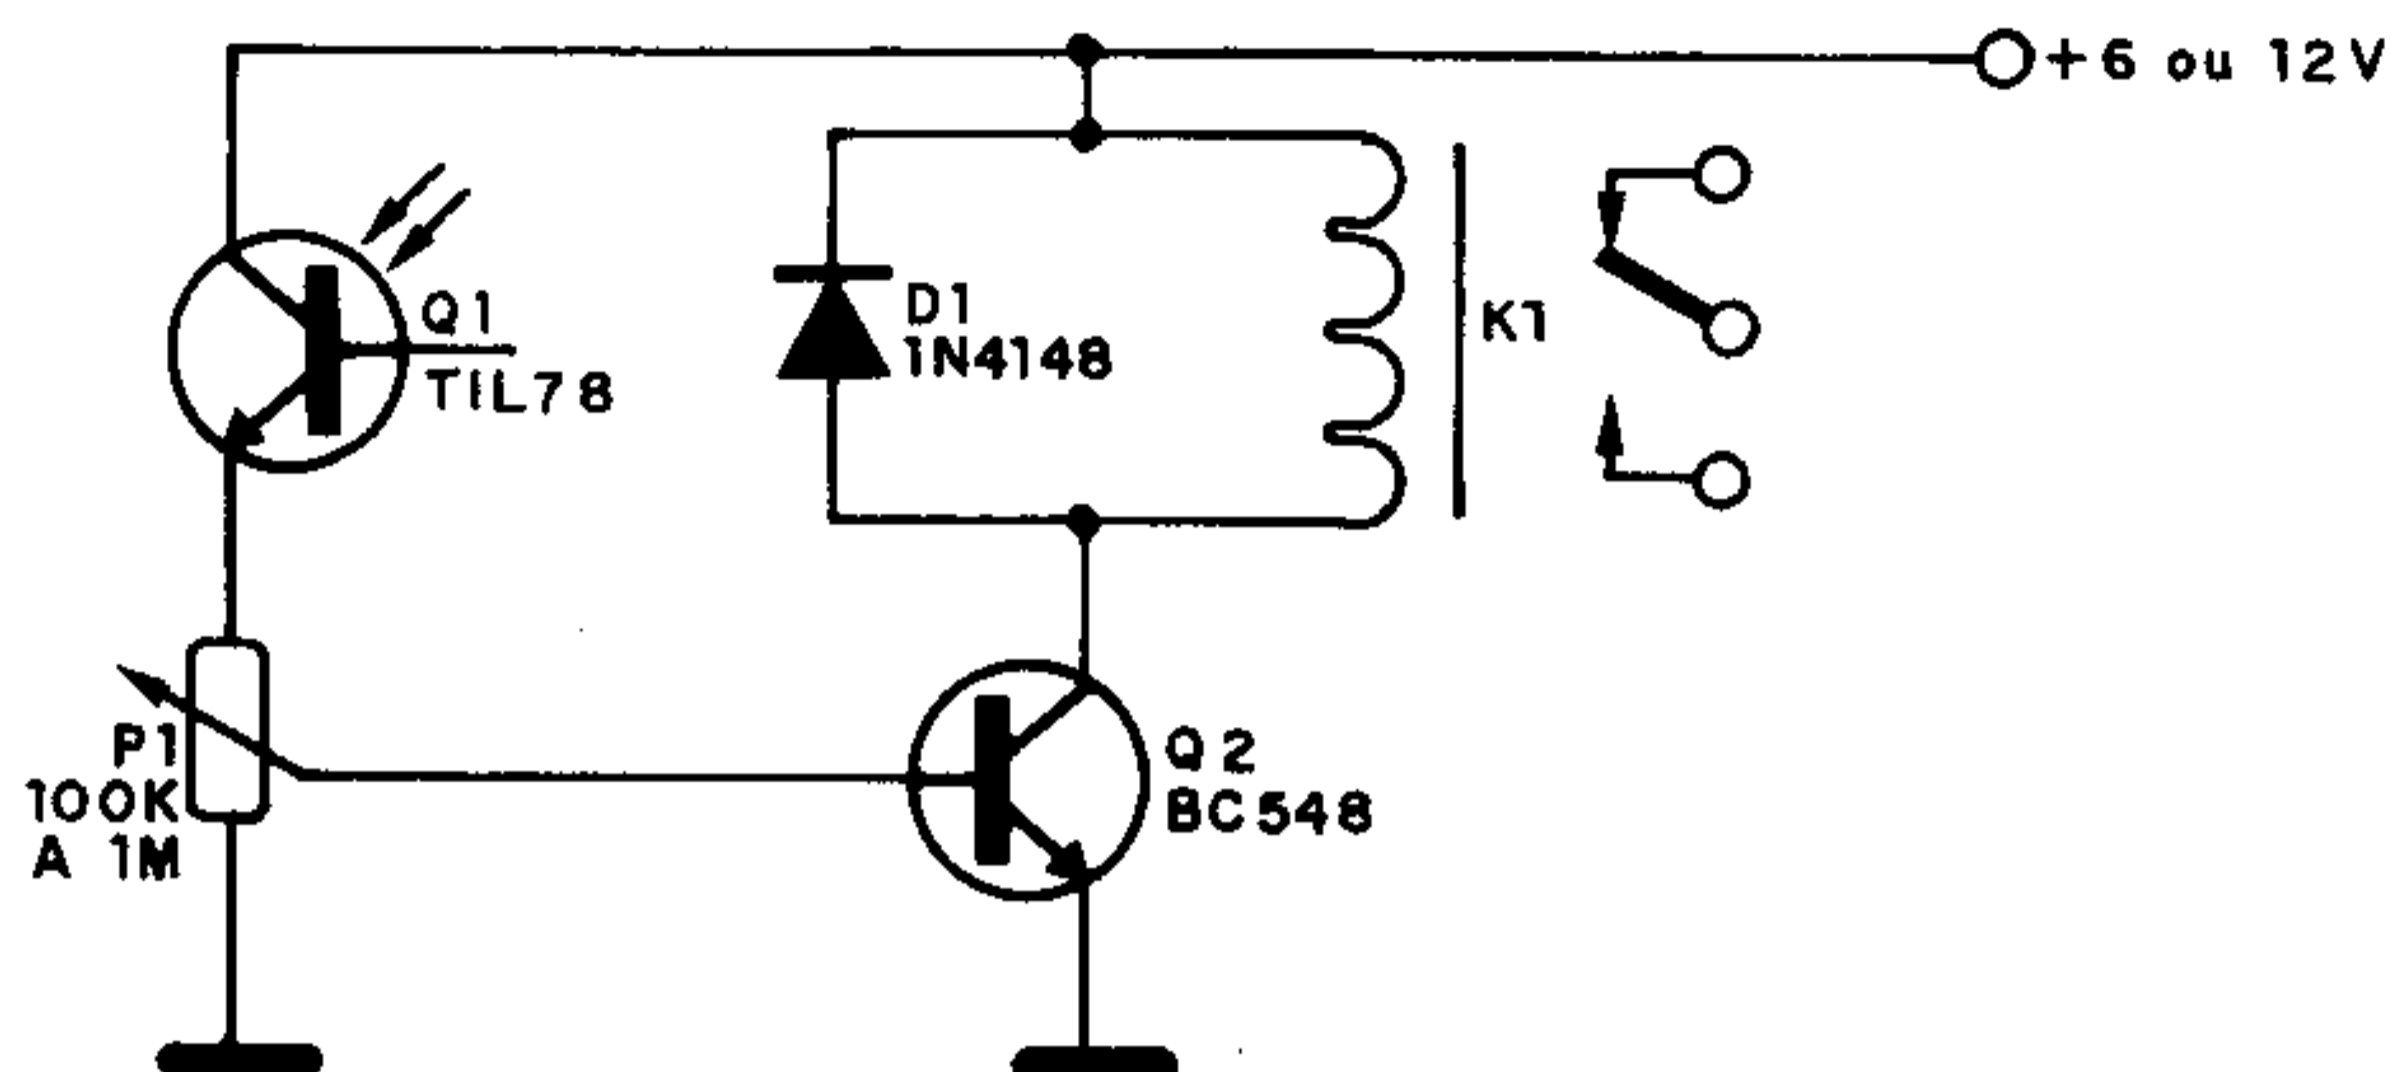 +6 ou 12V
Q1
TIL78
D1
1N4148
K1
P1
100K
A 1M
Q2
BC548